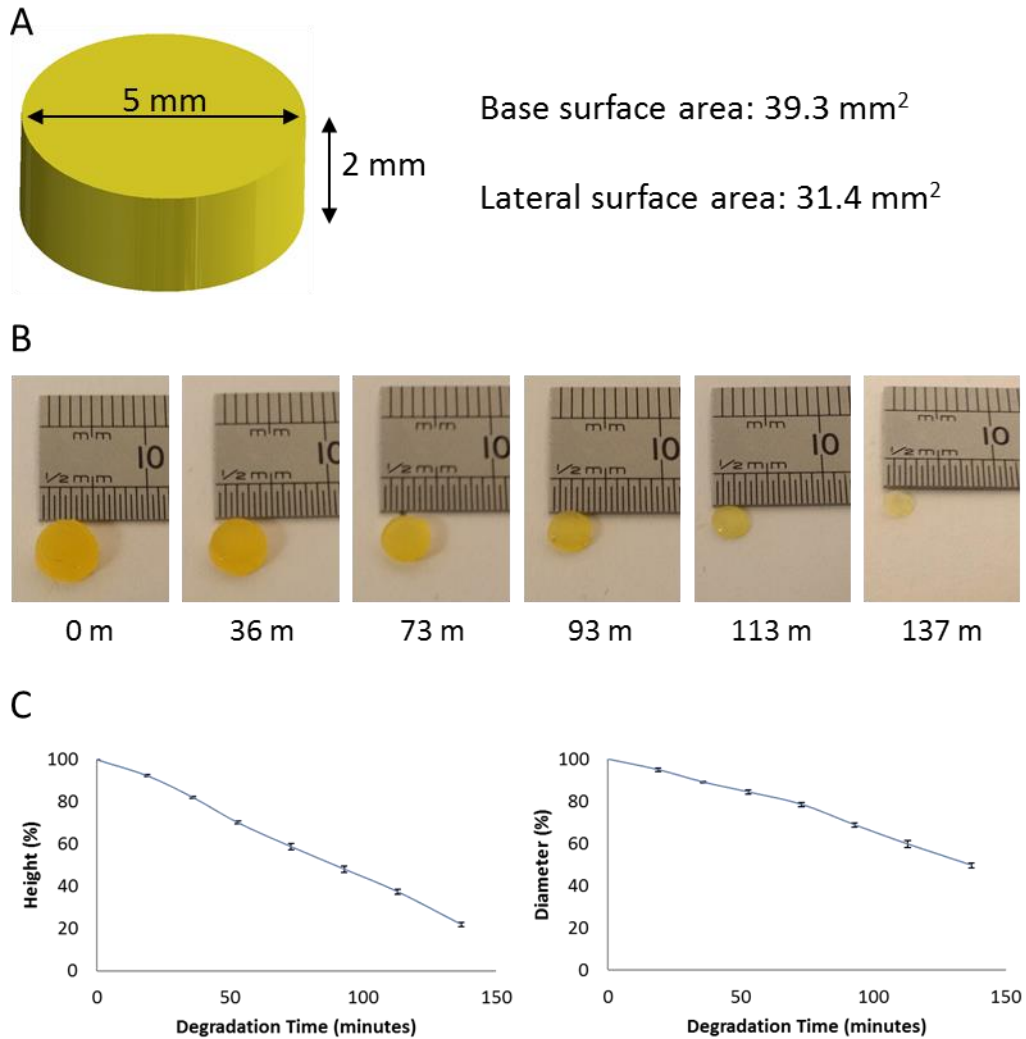 A
5 mm
2 mm
Base surface area: 39.3 mm²
Lateral surface area: 31.4 mm²
B
mm
10
1/2 mm
mm
10
1/2 mm
mm
10
1/2 mm
mm
10
1/2 mm
mm
10
1/2 mm
mm
10
1/2 mm
0 m
36 m
73 m
93 m
113 m
137 m
C
100
80
60
40
20
0
Height (%)
0
50
100
150
Degradation Time (minutes)
100
80
60
40
20
0
Diameter (%)
0
50
100
150
Degradation Time (minutes)